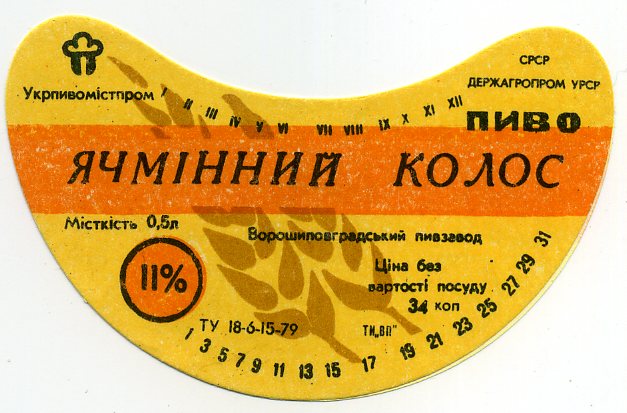 Укрпивомістпром
СРСР
ДЕРЖАГРОПРОМ УРСР
I II III IV V VI VII VIII IX X XI XII
ПИВО
ЯЧМІННИЙ КОЛОС
Місткість 0,5л
Ворошиловградський пивзавод
11%
Ціна без
вартості посуду
34 коп
ТУ 18-6-15-79
ТИ„ВП"
1 3 5 7 9 11 13 15 17 19 21 23 25 27 29 31